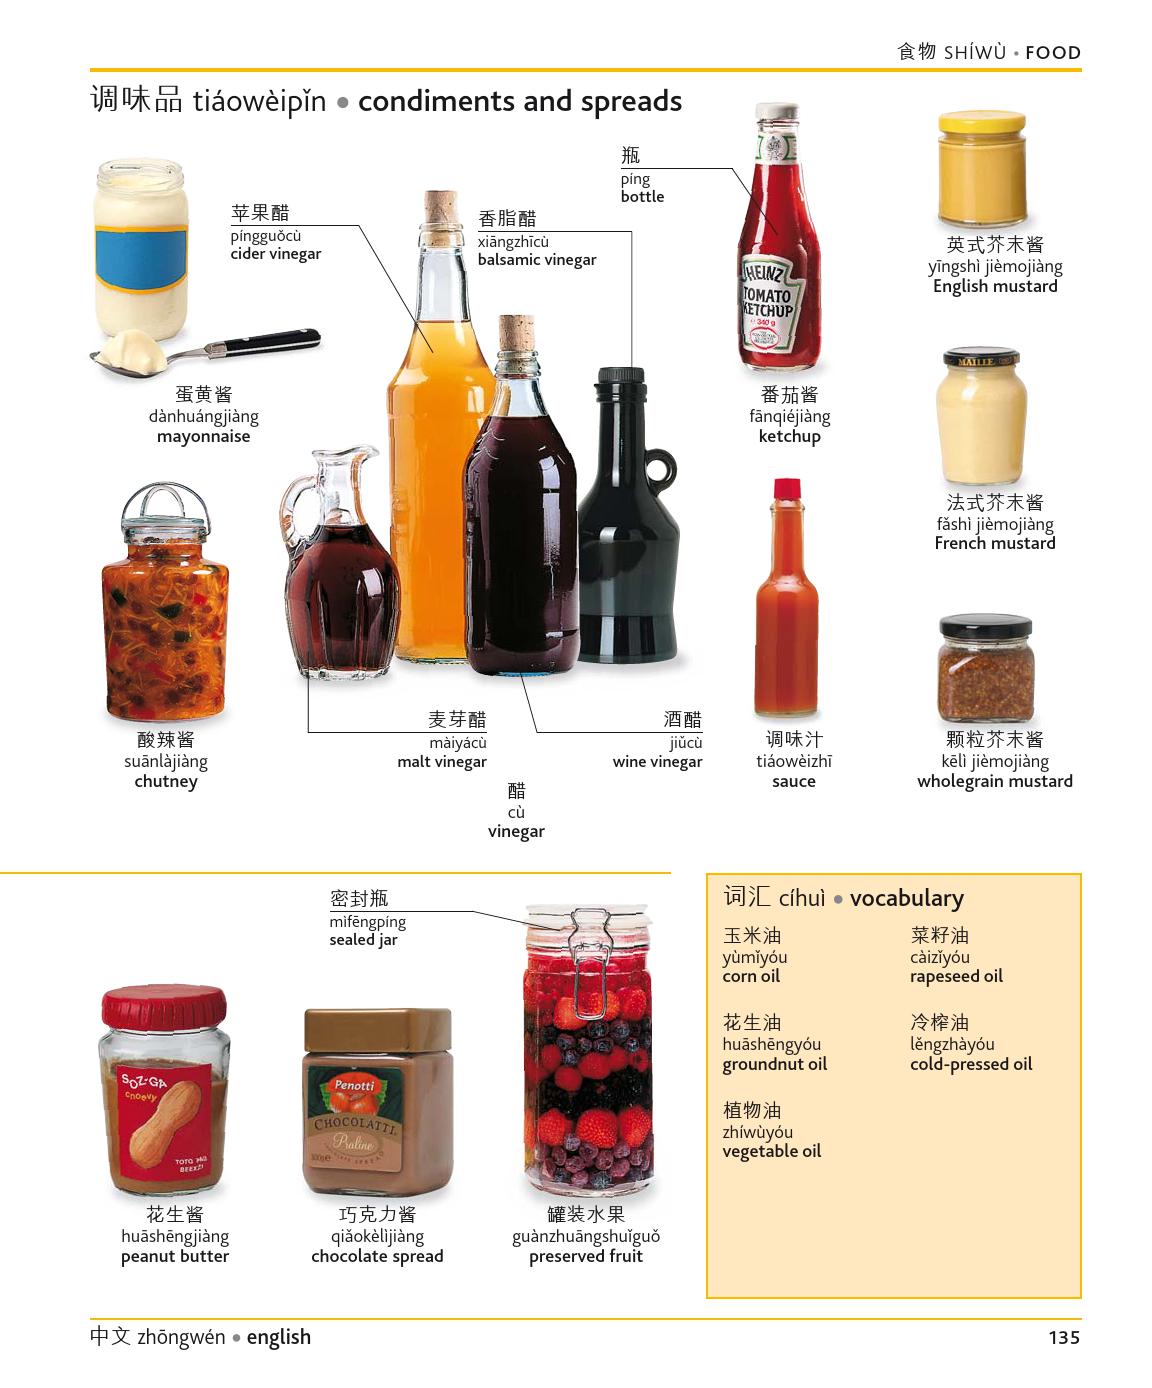 食物 SHÍWÙ • FOOD
调味品 tiáowèipǐn • condiments and spreads
瓶
píng
bottle
苹果醋
píngguǒcù
cider vinegar
香脂醋
xiāngzhīcù
balsamic vinegar
HEINZ
TOMATO
KETCHUP
340 g
英式芥末酱
yīngshì jièmojiàng
English mustard
MAILLE
蛋黄酱
dànhuángjiàng
mayonnaise
番茄酱
fānqiéjiàng
ketchup
法式芥末酱
fǎshì jièmojiàng
French mustard
麦芽醋
màiyácù
malt vinegar
酒醋
jiǔcù
wine vinegar
醋
cù
vinegar
酸辣酱
suānlàjiàng
chutney
调味汁
tiáowèizhī
sauce
颗粒芥末酱
kēlì jièmojiàng
wholegrain mustard
密封瓶
mìfēngpíng
sealed jar
SOZ-GA
Penotti
CHOCOLATTI
Praline
花生酱
huāshēngjiàng
peanut butter
巧克力酱
qiǎokèlìjiàng
chocolate spread
罐装水果
guànzhuāngshuǐguǒ
preserved fruit
词汇 cíhuì • vocabulary
玉米油
yùmǐyóu
corn oil
花生油
huāshēngyóu
groundnut oil
植物油
zhíwùyóu
vegetable oil
菜籽油
càizǐyóu
rapeseed oil
冷榨油
lěngzhàyóu
cold-pressed oil
中文 zhōngwén • english
135